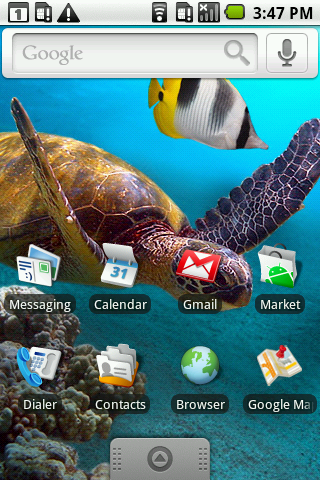 1 3:47 PM
Google
31
Messaging Calendar Gmail Market
Dialer Contacts Browser Google Ma